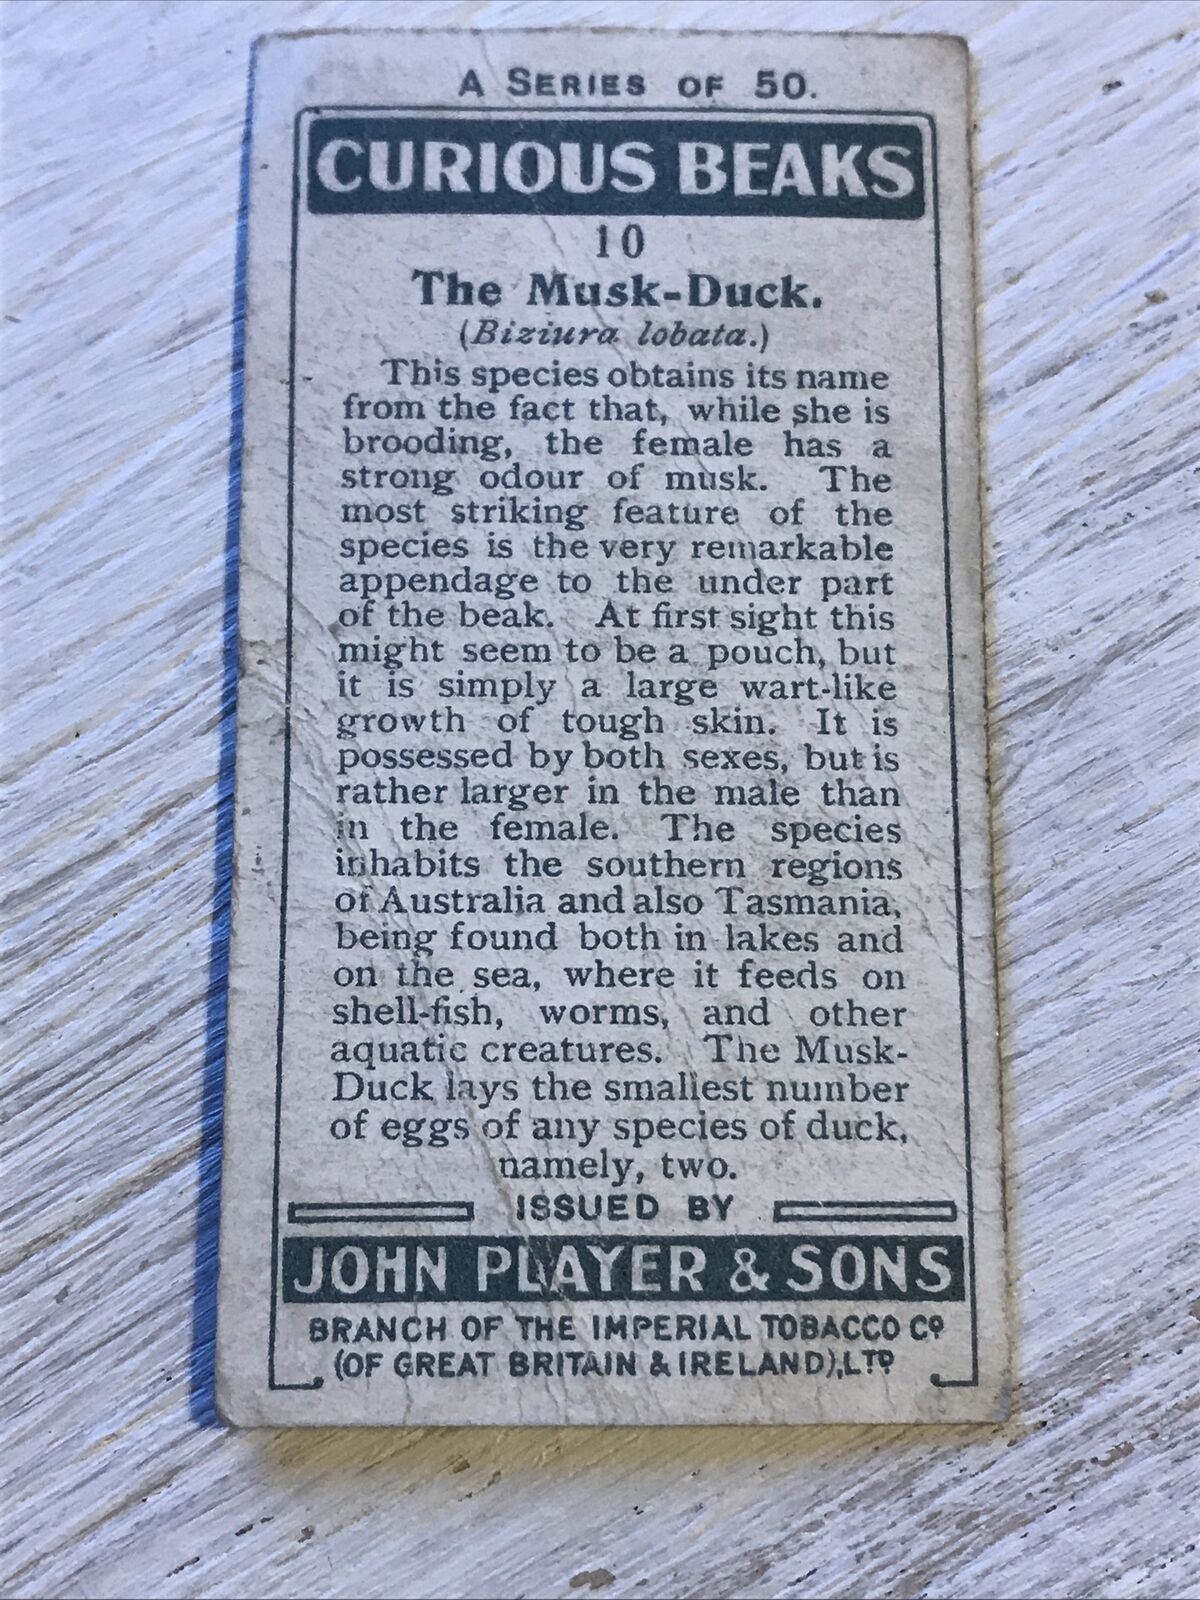 A SERIES OF 50.
CURIOUS BEAKS
10
The Musk-Duck.
(Biziura lobata.)
This species obtains its name
from the fact that, while she is
brooding, the female has a
strong odour of musk. The
most striking feature of the
species is the very remarkable
appendage to the under part
of the beak. At first sight this
might seem to be a pouch, but
it is simply a large wart-like
growth of tough skin. It is
possessed by both sexes, but is
rather larger in the male than
in the female. The species
inhabits the southern regions
of Australia and also Tasmania,
being found both in lakes and
on the sea, where it feeds on
shell-fish, worms, and other
aquatic creatures. The Musk-
Duck lays the smallest number
of eggs of any species of duck,
namely, two.
ISSUED BY
JOHN PLAYER & SONS
BRANCH OF THE IMPERIAL TOBACCO Cº
(OF GREAT BRITAIN & IRELAND), LTD